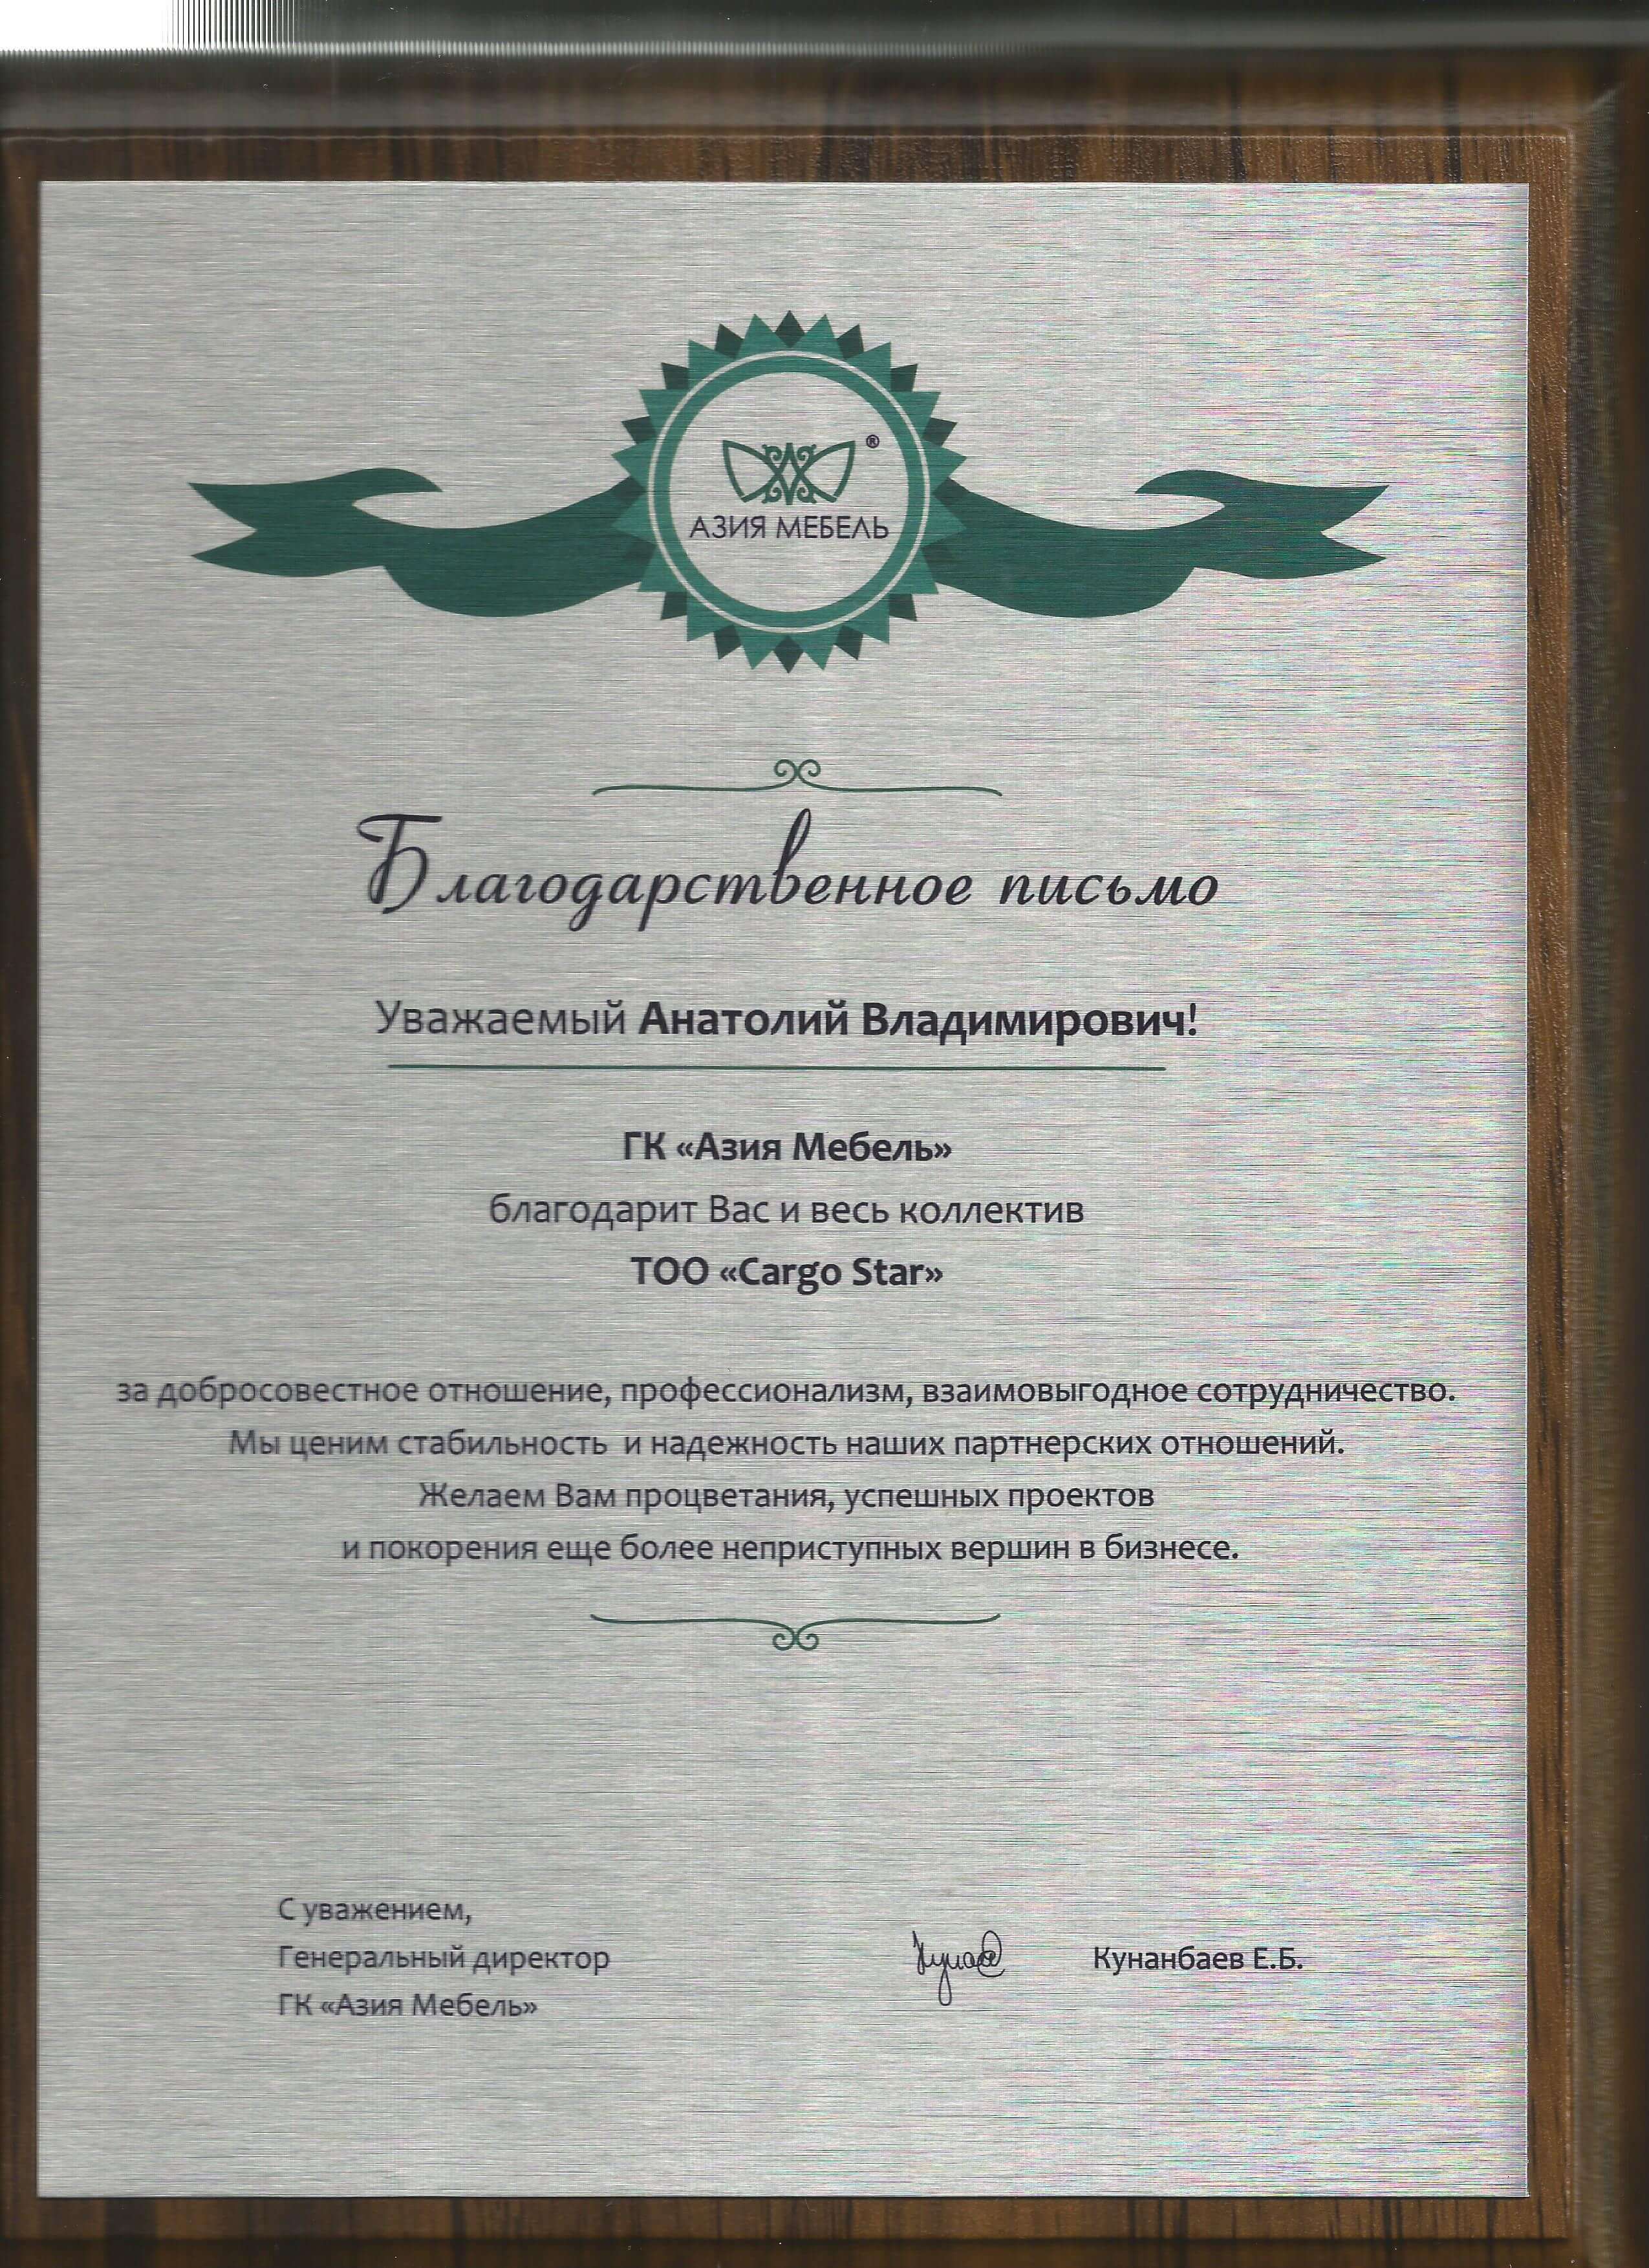 ®
АЗИЯ МЕБЕЛЬ
Благодарственное письмо
Уважаемый Анатолий Владимирович!
ГК «Азия Мебель»
благодарит Вас и весь коллектив
ТОО «Cargo Star»
за добросовестное отношение, профессионализм, взаимовыгодное сотрудничество.
Мы ценим стабильность и надежность наших партнерских отношений.
Желаем Вам процветания, успешных проектов
и покорения еще более неприступных вершин в бизнесе.
С уважением,
Генеральный директор
ГК «Азия Мебель»
Кунанбаев Е.Б.